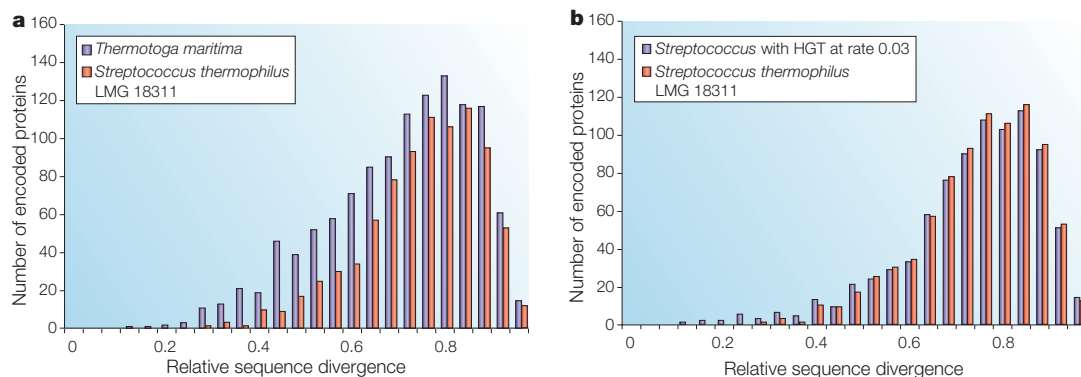 a
160
140
120
100
80
60
40
20
0
Number of encoded proteins
Thermotoga maritima
Streptococcus thermophilus
LMG 18311
0 0.2 0.4 0.6 0.8
Relative sequence divergence
b
160
140
120
100
80
60
40
20
0
Number of encoded proteins
Streptococcus with HGT at rate 0.03
Streptococcus thermophilus
LMG 18311
0 0.2 0.4 0.6 0.8
Relative sequence divergence